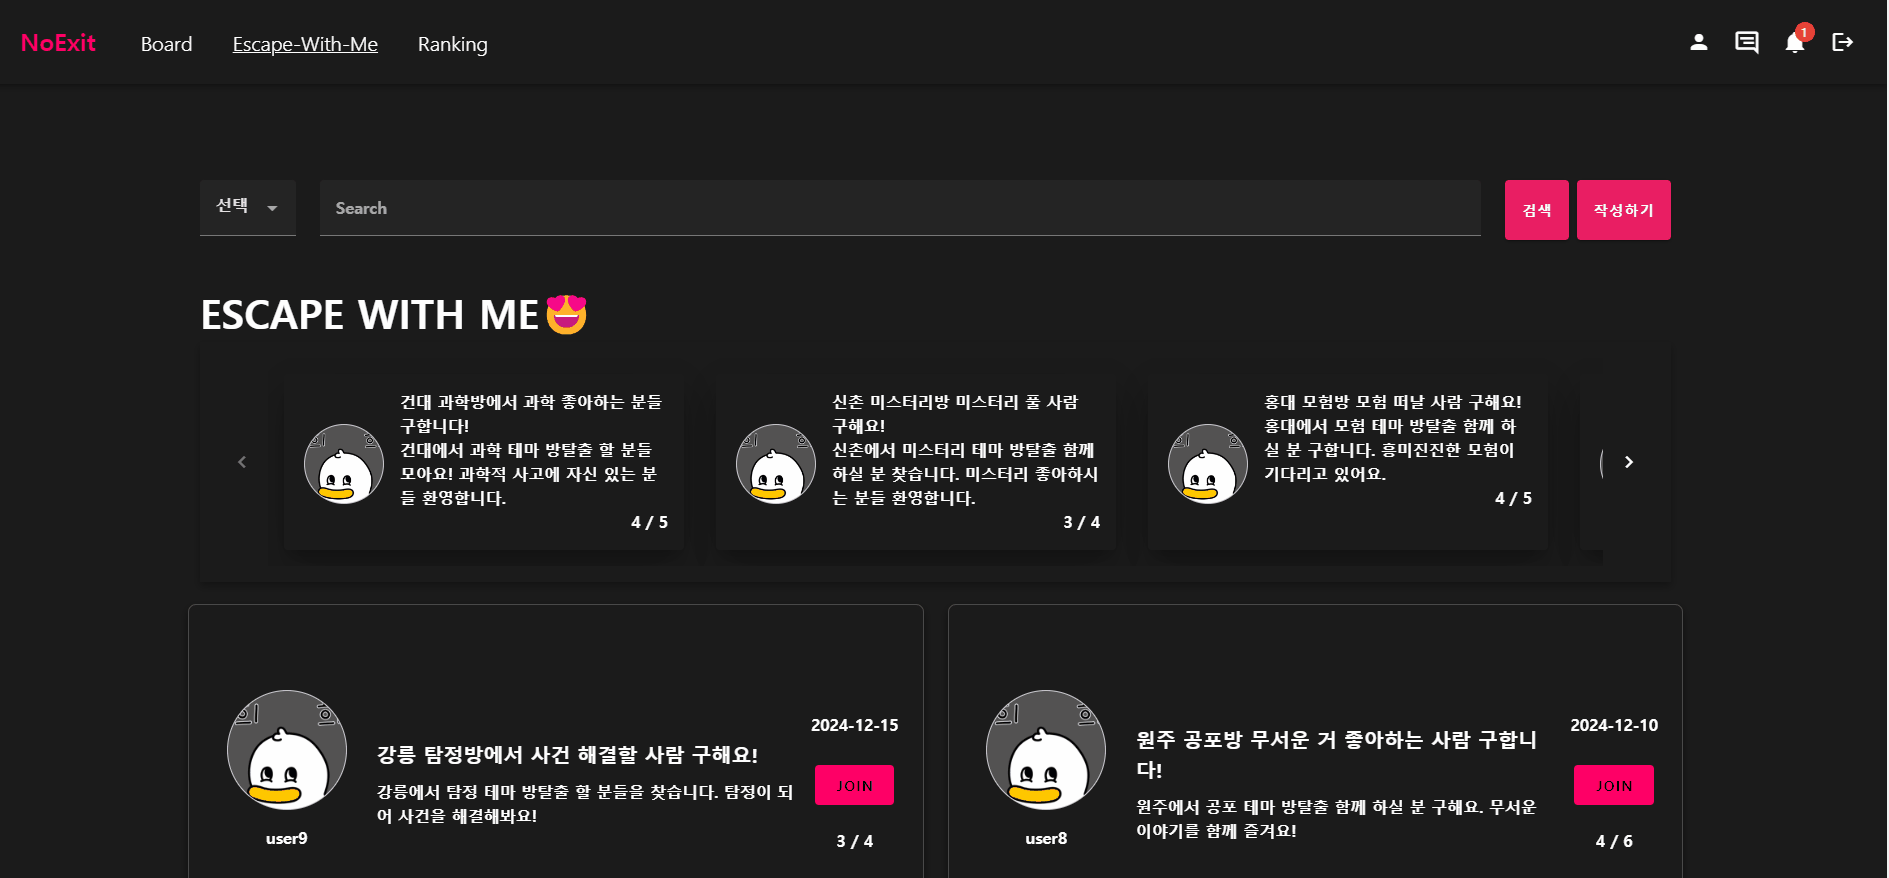 NoExit
Board
Escape-With-Me
Ranking
1
선택
Search
검색
작성하기
ESCAPE WITH ME😍
건대 과학방에서 과학 좋아하는 분들
구합니다!
건대에서 과학 테마 방탈출 할 분들
모아요! 과학적 사고에 자신 있는 분
들 환영합니다.
4 / 5
신촌 미스터리방 미스터리 풀 사람
구해요!
신촌에서 미스터리 테마 방탈출 함께
하실 분 찾습니다. 미스터리 좋아하시
는 분들 환영합니다.
3 / 4
홍대 모험방 모험 떠날 사람 구해요!
홍대에서 모험 테마 방탈출 함께 하
실 분 구합니다. 흥미진진한 모험이
기다리고 있어요.
4 / 5
user9
강릉 탐정방에서 사건 해결할 사람 구해요!
강릉에서 탐정 테마 방탈출 할 분들을 찾습니다. 탐정이 되
어 사건을 해결해봐요!
2024-12-15
JOIN
3 / 4
user8
원주 공포방 무서운 거 좋아하는 사람 구합니
다!
원주에서 공포 테마 방탈출 함께 하실 분 구해요. 무서운
이야기를 함께 즐겨요!
2024-12-10
JOIN
4 / 6